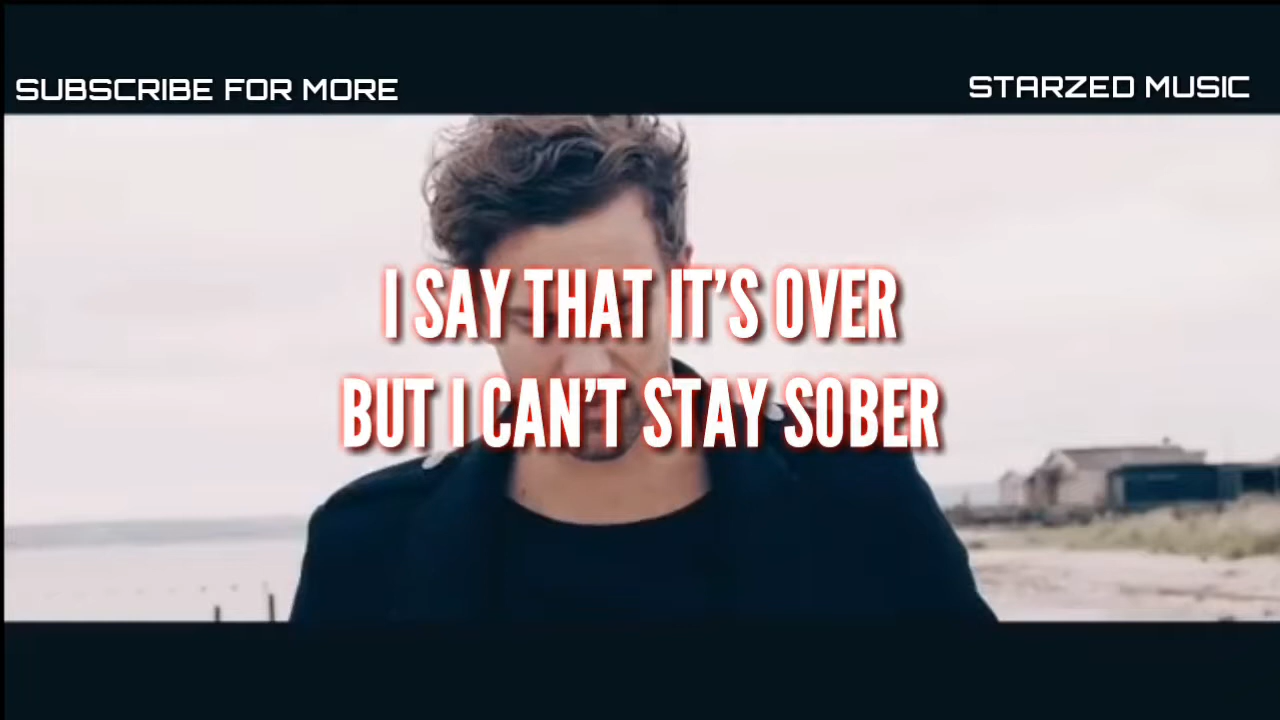 SUBSCRIBE FOR MORE
STARZED MUSIC
I SAY THAT IT'S OVER
BUT I CAN'T STAY SOBER